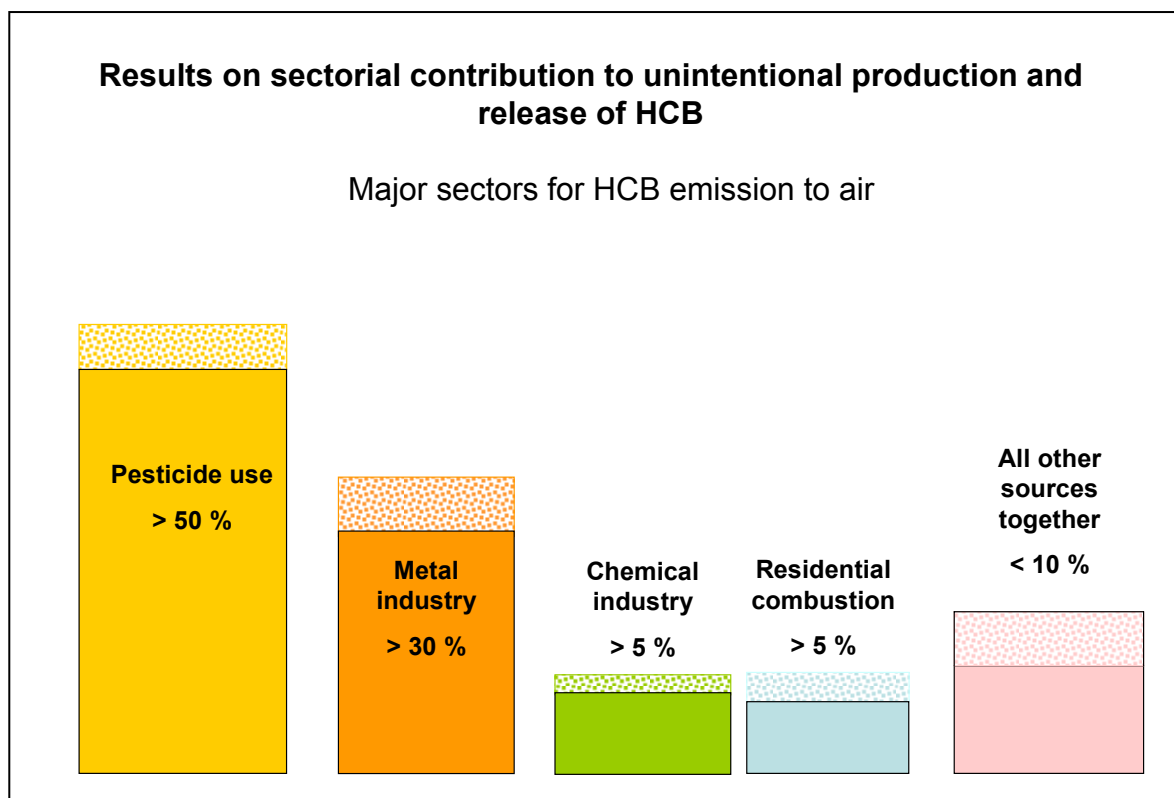 Results on sectorial contribution to unintentional production and
release of HCB
Major sectors for HCB emission to air
Pesticide use
> 50 %
Metal
industry
> 30 %
Chemical
industry
> 5 %
Residential
combustion
> 5 %
All other
sources
together
< 10 %